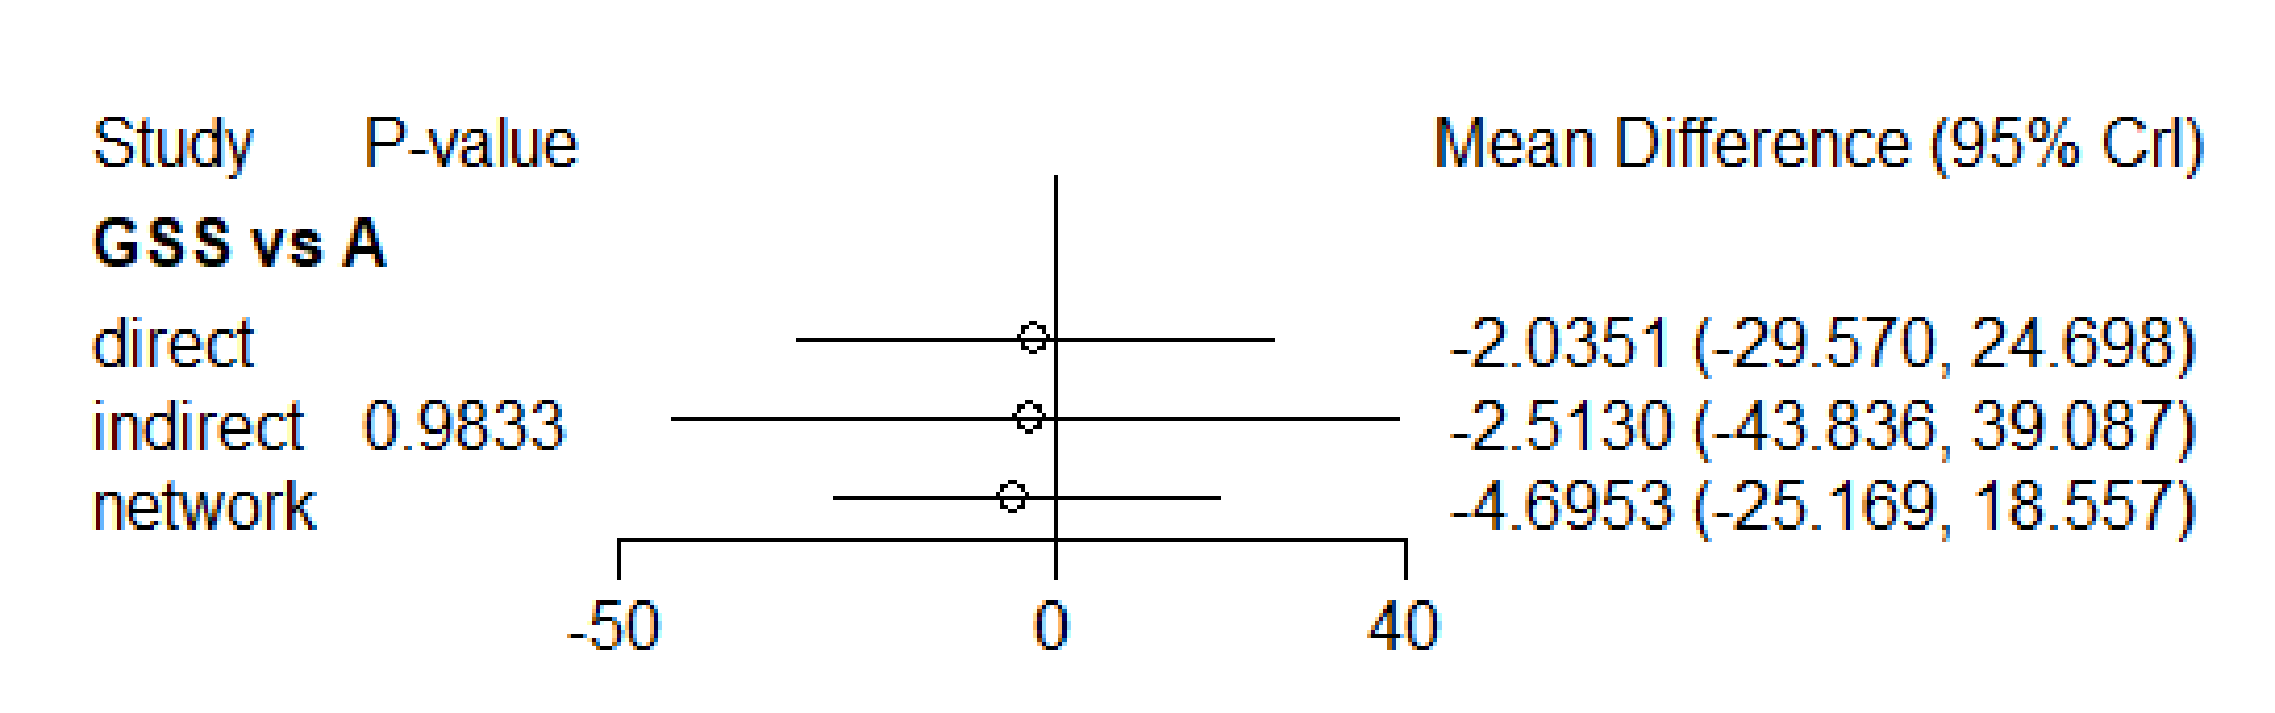 Study P-value Mean Difference (95% CrI)
GSS vs A
direct -2.0351 (-29.570, 24.698)
indirect 0.9833 -2.5130 (-43.836, 39.087)
network -4.6953 (-25.169, 18.557)
-50 0 40